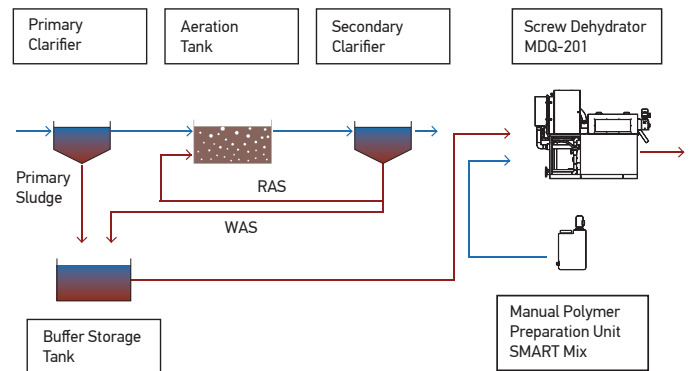 Primary
Clarifier
Aeration
Tank
Secondary
Clarifier
Screw Dehydrator
MDQ-201
Primary
Sludge
RAS
WAS
Buffer Storage
Tank
Manual Polymer
Preparation Unit
SMART Mix